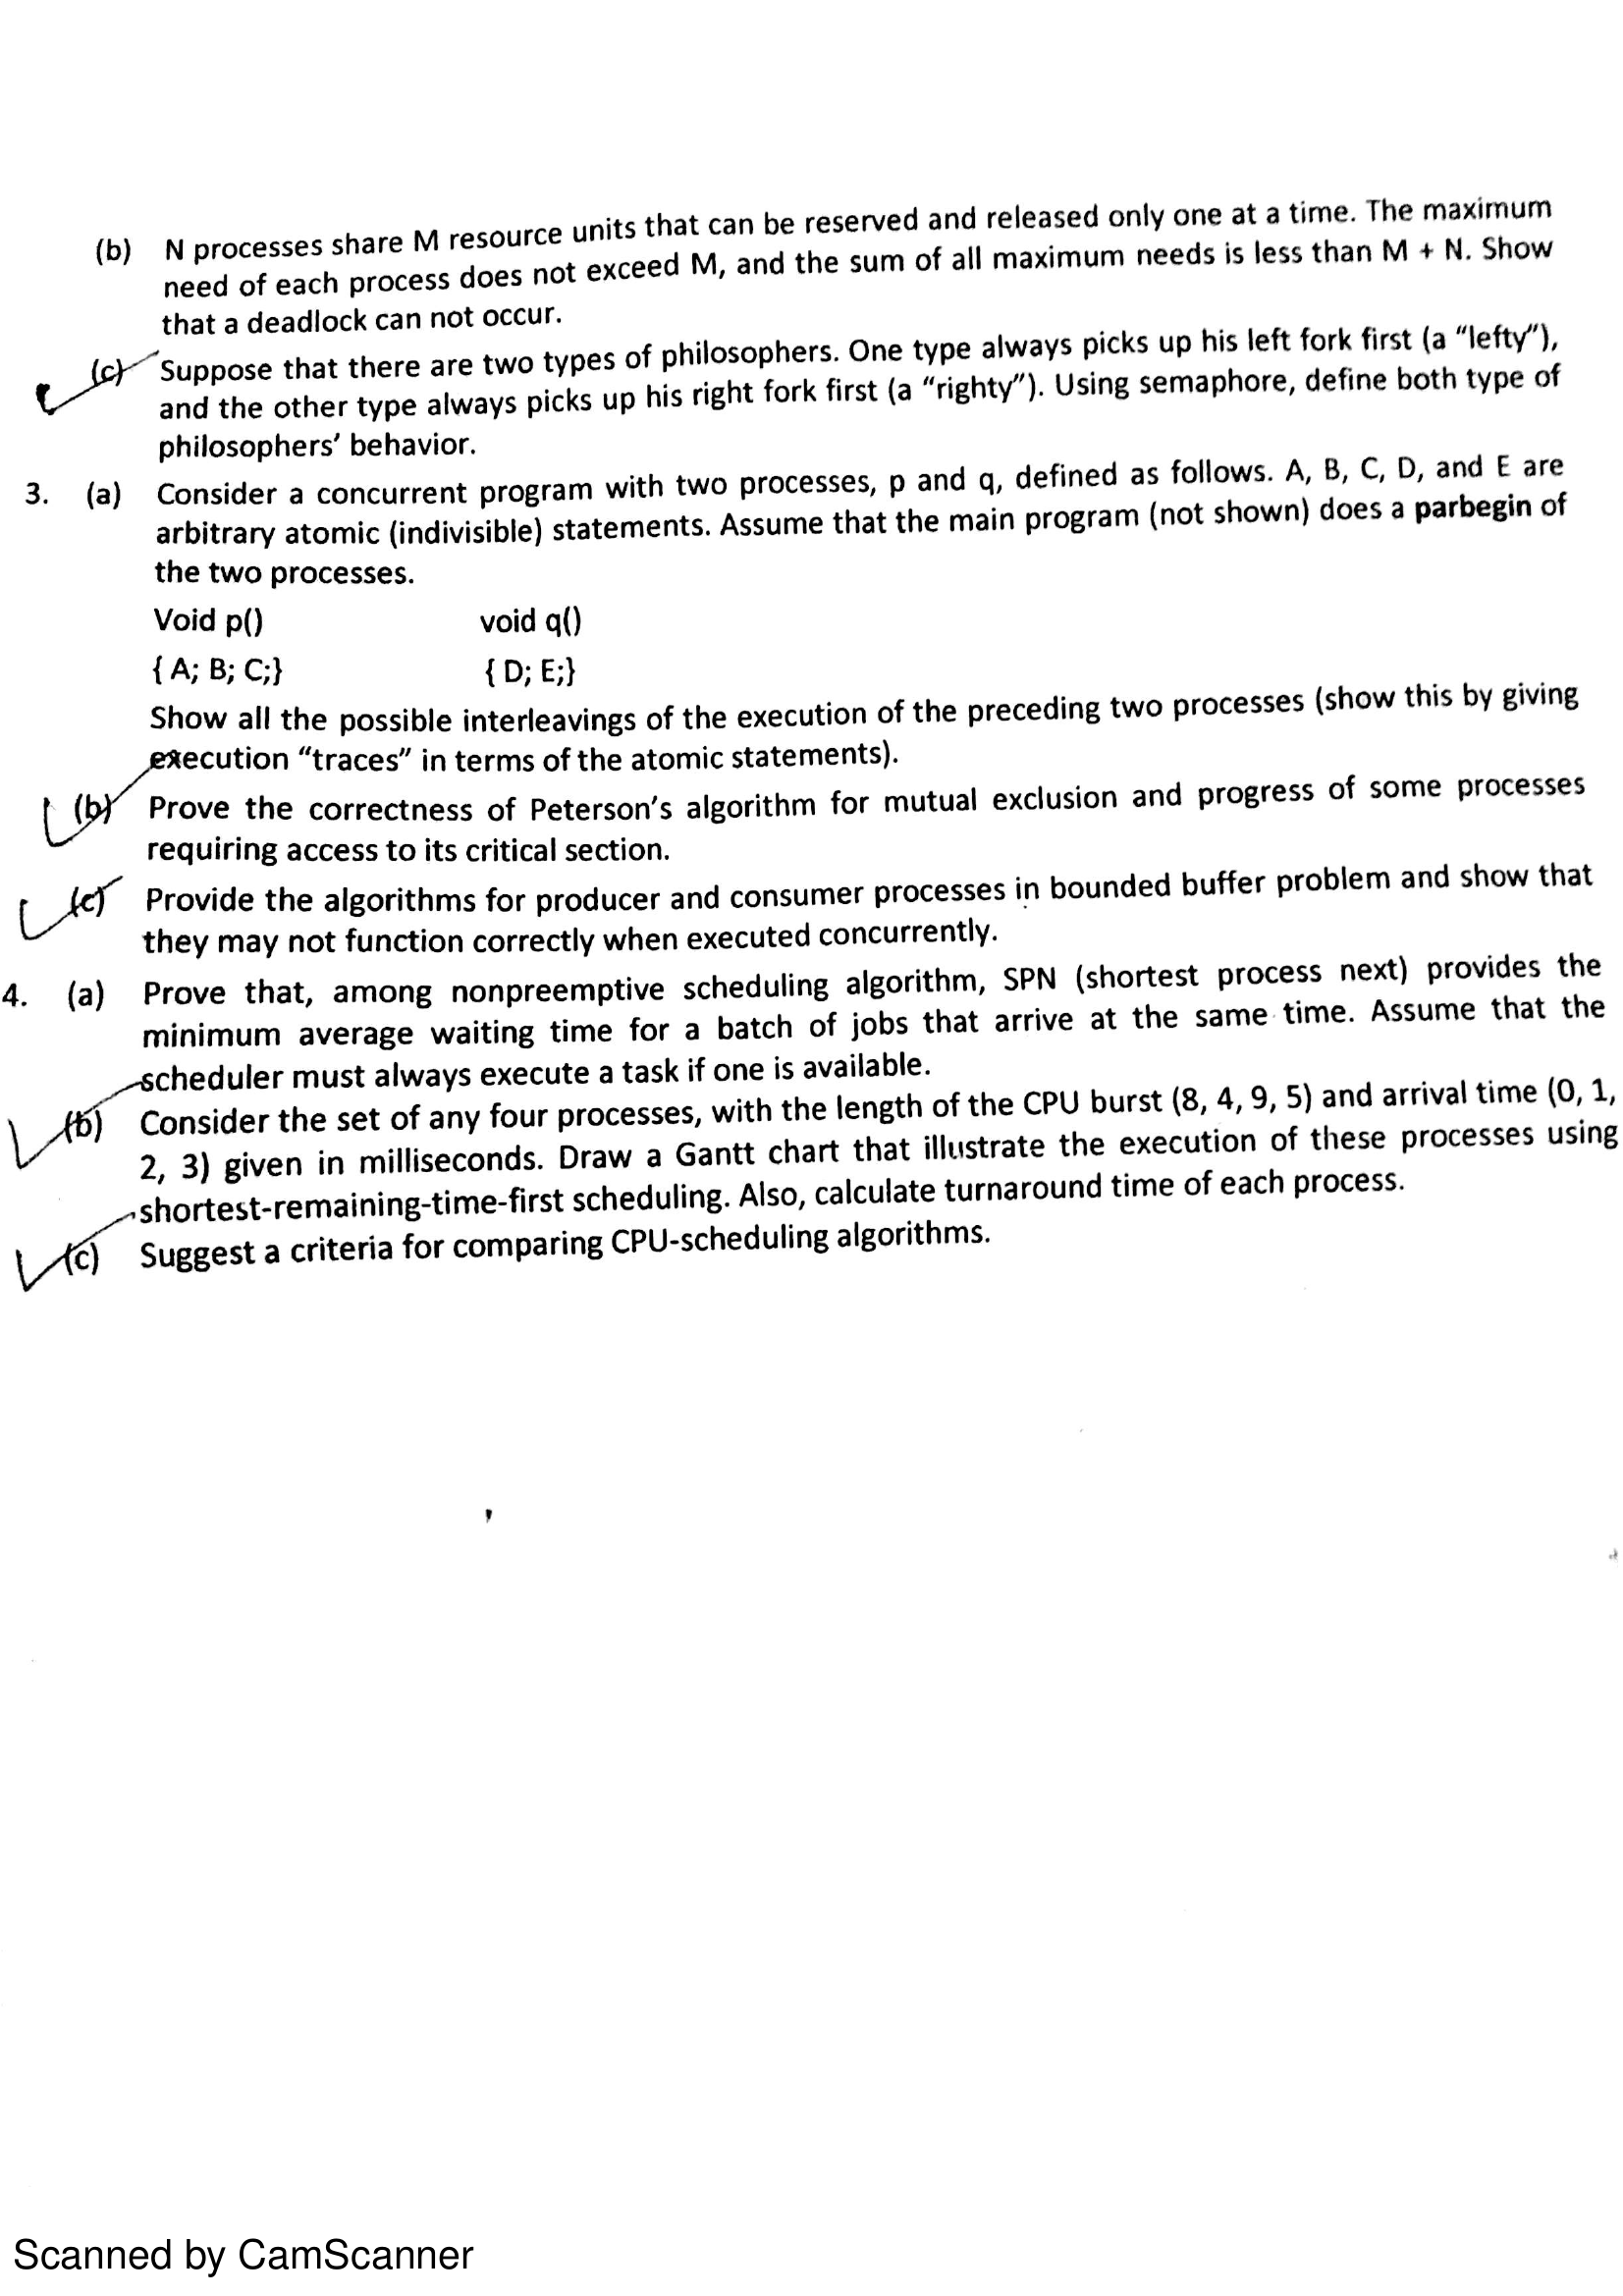 (b) N processes share M resource units that can be reserved and released only one at a time. The maximum
need of each process does not exceed M, and the sum of all maximum needs is less than M + N. Show
that a deadlock can not occur.
(c) Suppose that there are two types of philosophers. One type always picks up his left fork first (a “lefty”),
and the other type always picks up his right fork first (a “righty”). Using semaphore, define both type of
philosophers’ behavior.
3. (a) Consider a concurrent program with two processes, p and q, defined as follows. A, B, C, D, and E are
arbitrary atomic (indivisible) statements. Assume that the main program (not shown) does a parbegin of
the two processes.
Void p() void q()
{ A; B; C;} { D; E;}
Show all the possible interleavings of the execution of the preceding two processes (show this by giving
execution “traces” in terms of the atomic statements).
(b) Prove the correctness of Peterson’s algorithm for mutual exclusion and progress of some processes
requiring access to its critical section.
(c) Provide the algorithms for producer and consumer processes in bounded buffer problem and show that
they may not function correctly when executed concurrently.
4. (a) Prove that, among nonpreemptive scheduling algorithm, SPN (shortest process next) provides the
minimum average waiting time for a batch of jobs that arrive at the same time. Assume that the
scheduler must always execute a task if one is available.
(b) Consider the set of any four processes, with the length of the CPU burst (8, 4, 9, 5) and arrival time (0, 1,
2, 3) given in milliseconds. Draw a Gantt chart that illustrate the execution of these processes using
shortest-remaining-time-first scheduling. Also, calculate turnaround time of each process.
(c) Suggest a criteria for comparing CPU-scheduling algorithms.
Scanned by CamScanner